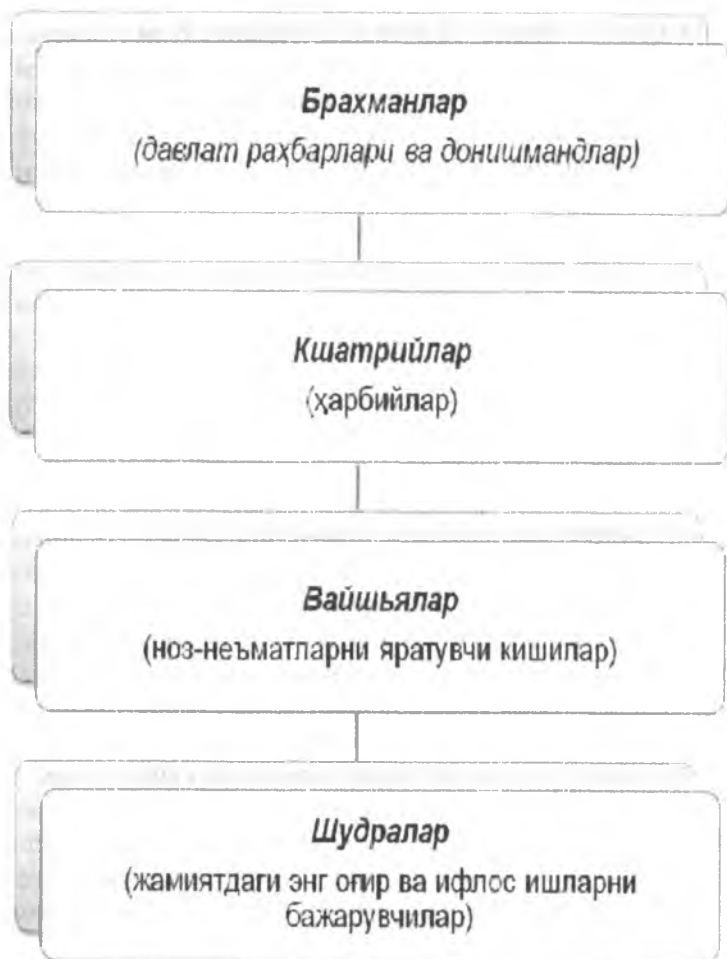 Брахманлар
(давлат раҳбарлари ва донишмандлар)
Кшатрийлар
(ҳарбийлар)
Вайшьялар
(ноз-неъматларни яратувчи кишилар)
Шудралар
(жамиятдаги энг оғир ва ифлос ишларни
бажарувчилар)